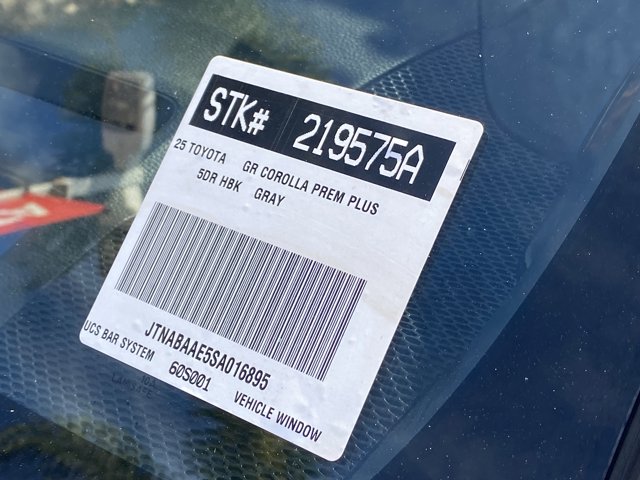 STK# 219575A
25 TOYOTA GR COROLLA PREM PLUS
5DR HBK GRAY
JTNABAAE5SA016895
UCS BAR SYSTEM 60S001 VEHICLE WINDOW